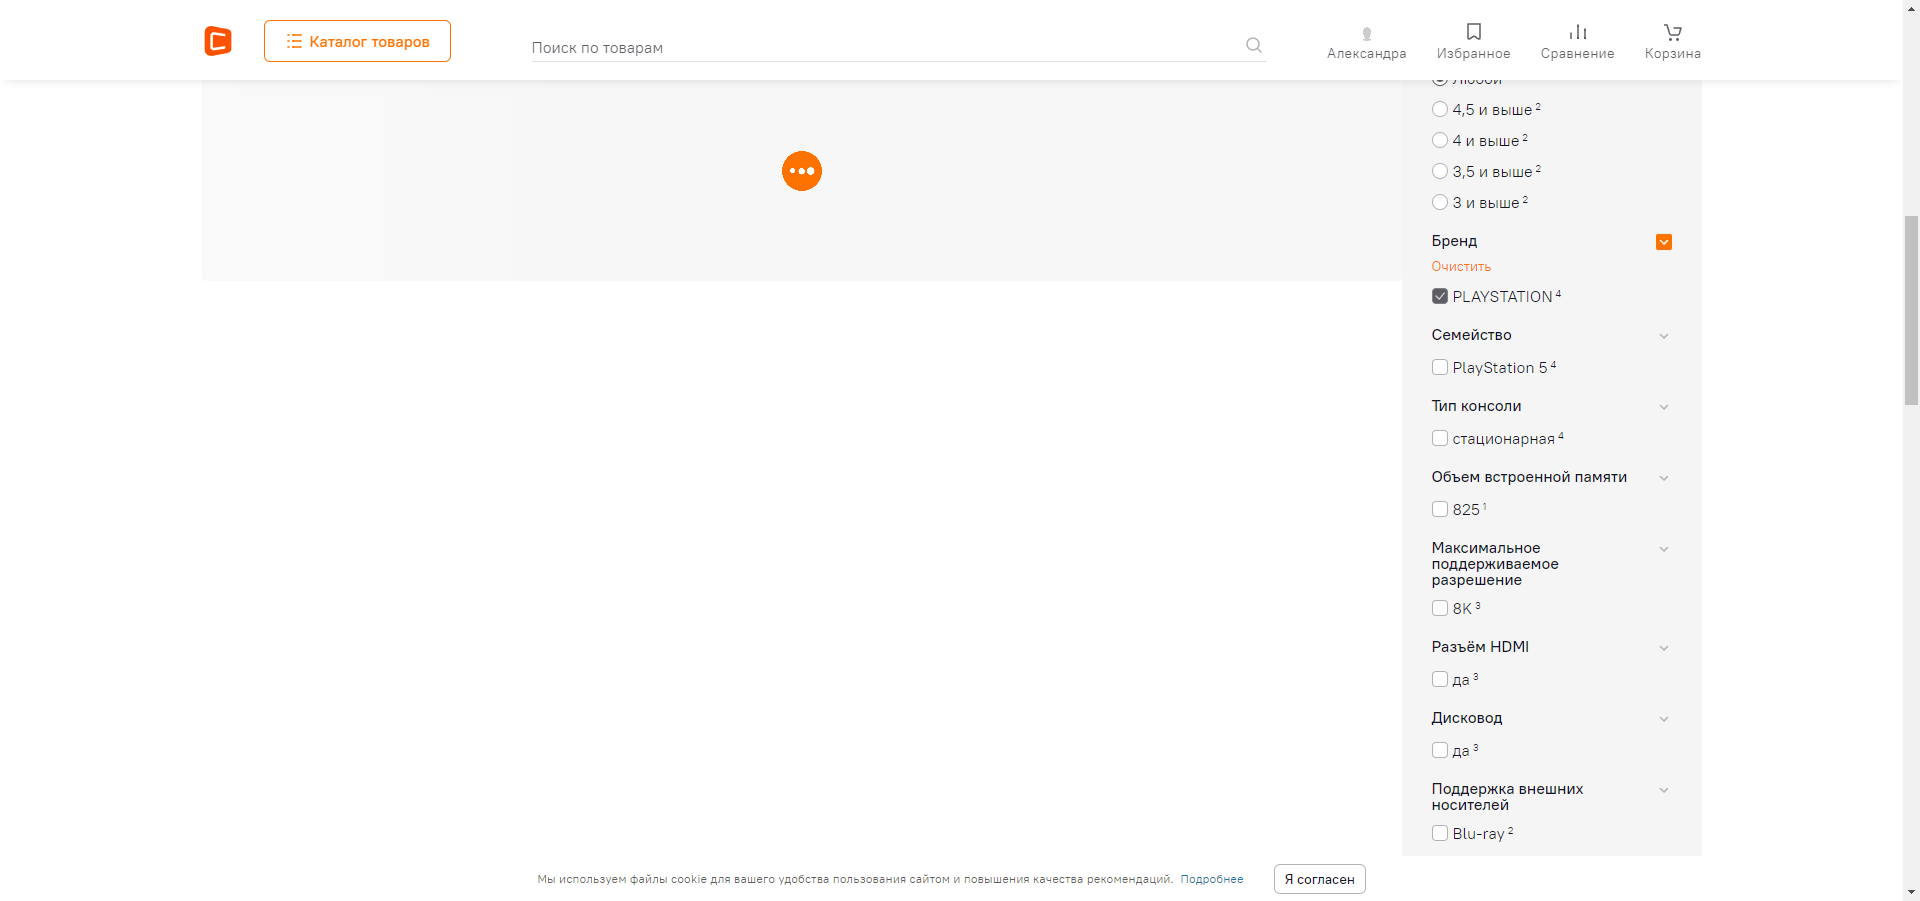 Каталог товаров
Поиск по товарам
Александра
Избранное
Сравнение
Корзина
Любой
4,5 и выше 2
4 и выше 2
3,5 и выше 2
3 и выше 2
Бренд
Очистить
PLAYSTATION 4
Семейство
PlayStation 5 4
Тип консоли
стационарная 4
Объем встроенной памяти
825 1
Максимальное
поддерживаемое
разрешение
8K 3
Разъём HDMI
да 3
Дисковод
да 3
Поддержка внешних
носителей
Blu-ray 2
Мы используем файлы cookie для вашего удобства пользования сайтом и повышения качества рекомендаций. Подробнее
Я согласен